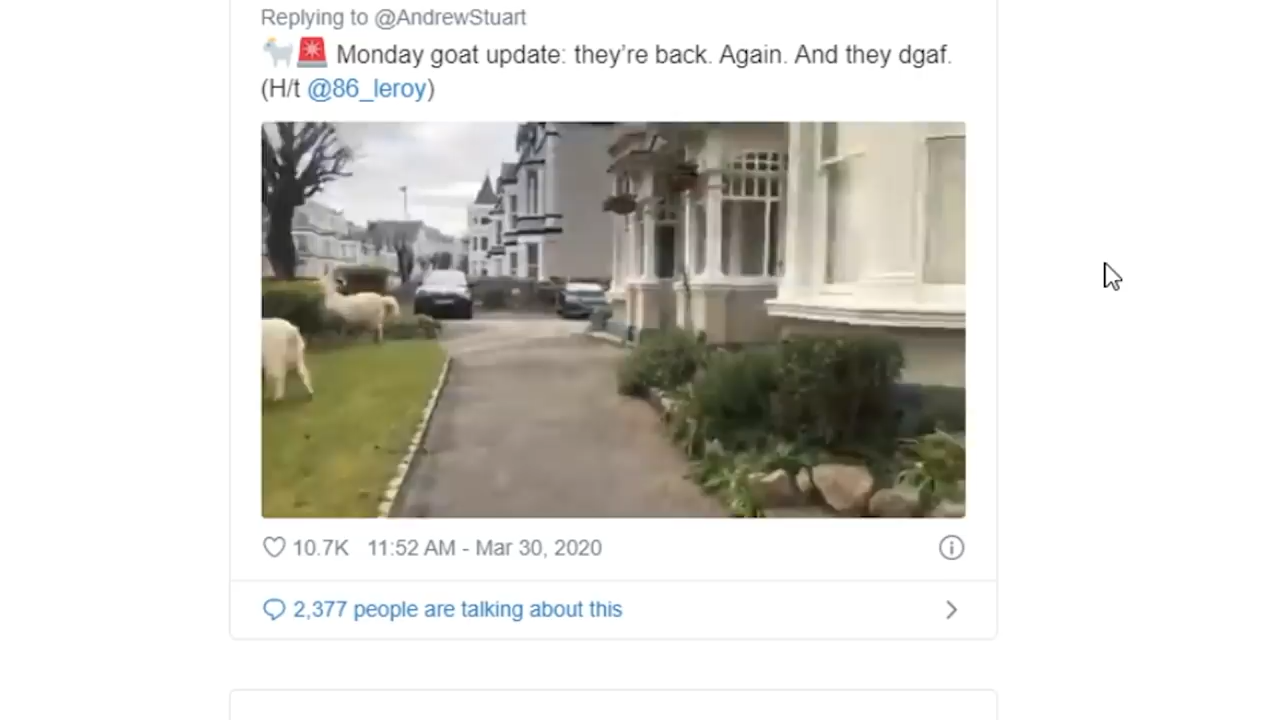 Replying to @AndrewStuart
🐐🚨 Monday goat update: they’re back. Again. And they dgaf.
(H/t @86_leroy)
10.7K 11:52 AM - Mar 30, 2020
2,377 people are talking about this